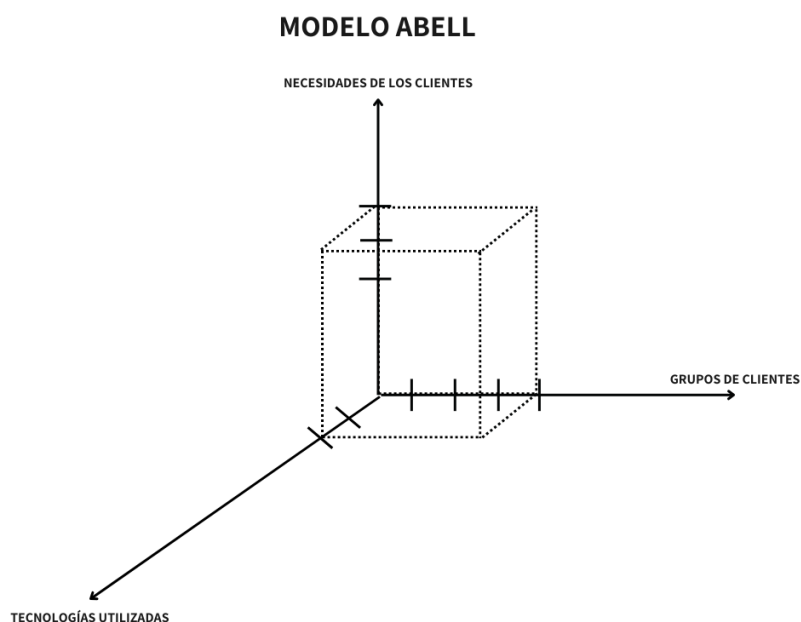 MODELO ABELL
NECESIDADES DE LOS CLIENTES
GRUPOS DE CLIENTES
TECNOLOGÍAS UTILIZADAS